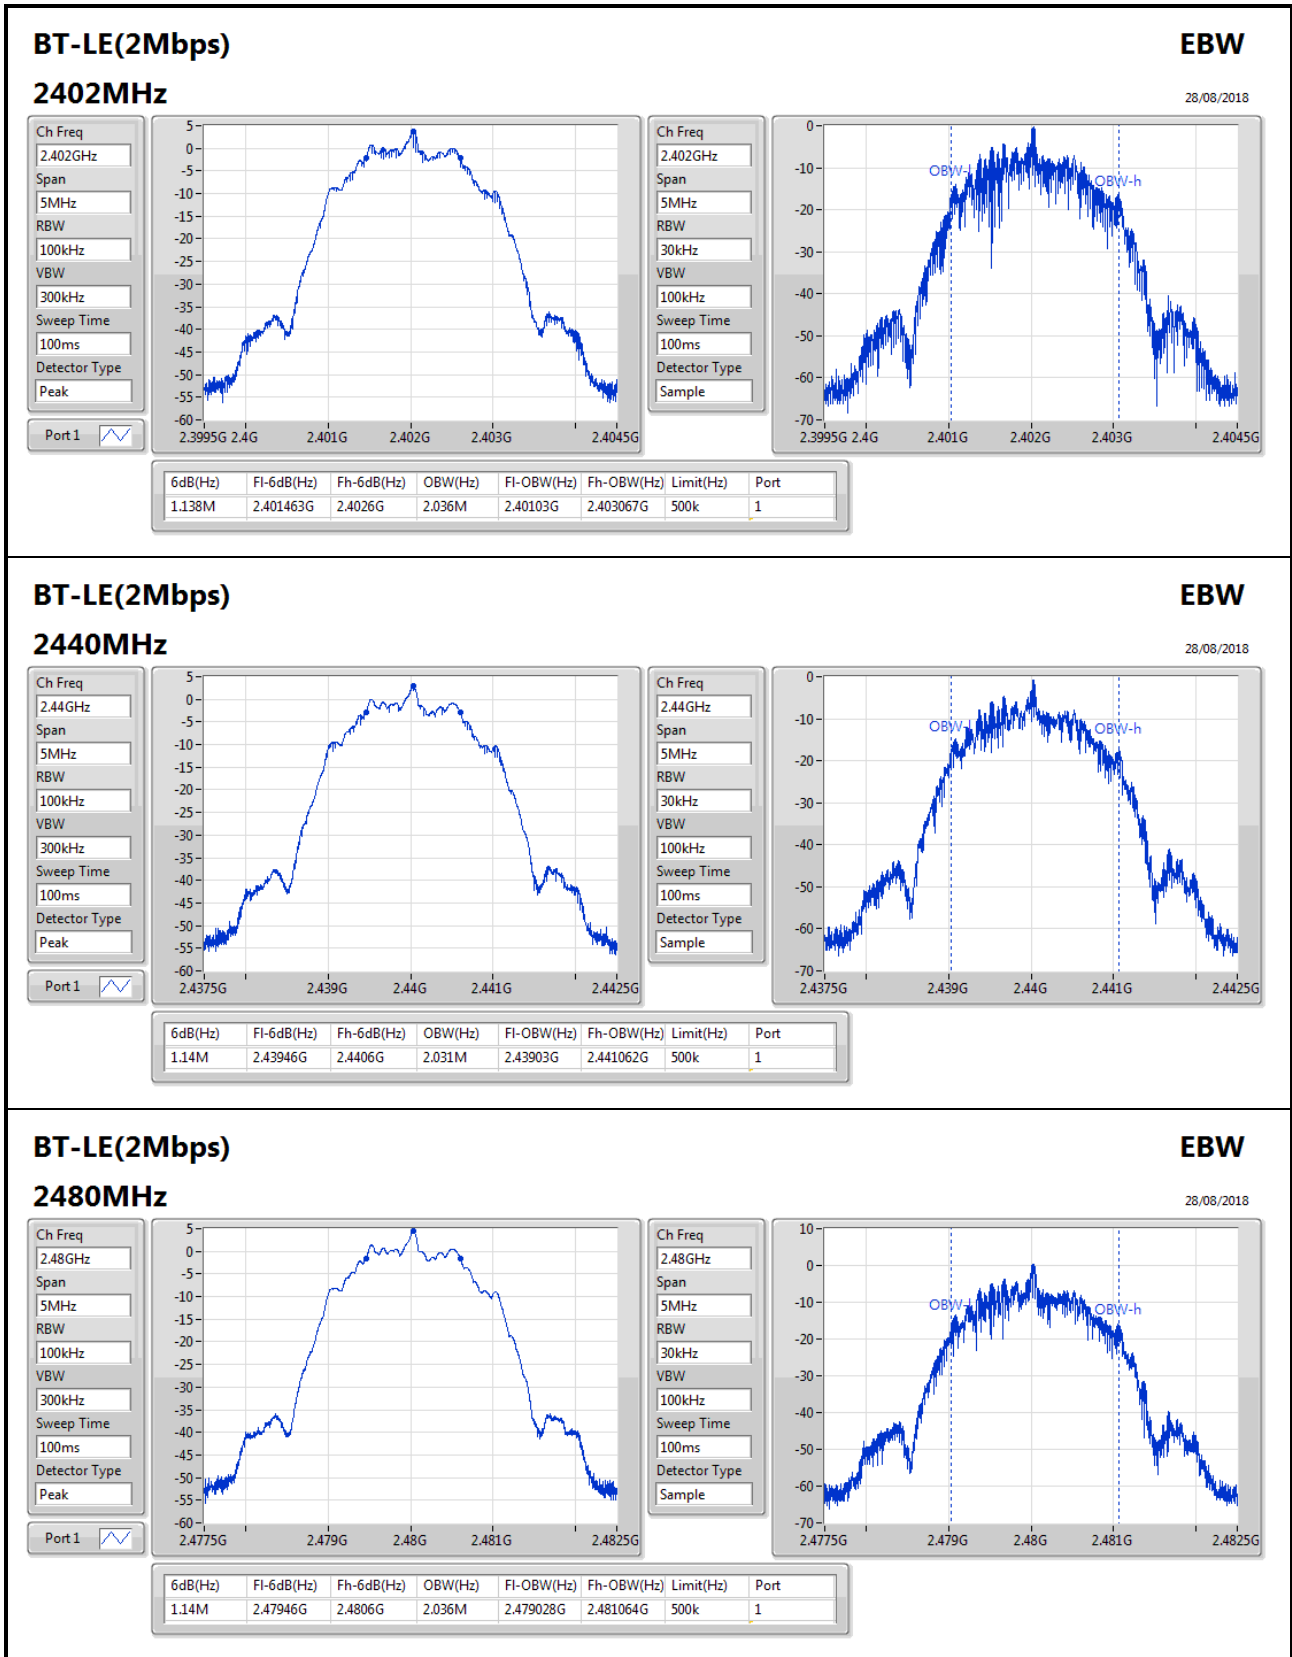 BT-LE(2Mbps)
EBW
2402MHz
28/08/2018
Ch Freq
2.402GHz
Span
5MHz
RBW
100kHz
VBW
300kHz
Sweep Time
100ms
Detector Type
Peak
Port 1
5
0
-5
-10
-15
-20
-25
-30
-35
-40
-45
-50
-55
-60
2.3995G 2.4G 2.401G 2.402G 2.403G 2.4045G
Ch Freq
2.402GHz
Span
5MHz
RBW
30kHz
VBW
100kHz
Sweep Time
100ms
Detector Type
Sample
0
-10
-20
-30
-40
-50
-60
-70
OBW-l
OBW-h
2.3995G 2.4G 2.401G 2.402G 2.403G 2.4045G
6dB(Hz) Fl-6dB(Hz) Fh-6dB(Hz) OBW(Hz) Fl-OBW(Hz) Fh-OBW(Hz) Limit(Hz) Port
1.138M 2.401463G 2.4026G 2.036M 2.40103G 2.403067G 500k 1
BT-LE(2Mbps)
EBW
2440MHz
28/08/2018
Ch Freq
2.44GHz
Span
5MHz
RBW
100kHz
VBW
300kHz
Sweep Time
100ms
Detector Type
Peak
Port 1
5
0
-5
-10
-15
-20
-25
-30
-35
-40
-45
-50
-55
-60
2.4375G 2.439G 2.44G 2.441G 2.4425G
Ch Freq
2.44GHz
Span
5MHz
RBW
30kHz
VBW
100kHz
Sweep Time
100ms
Detector Type
Sample
0
-10
-20
-30
-40
-50
-60
-70
OBW-l
OBW-h
2.4375G 2.439G 2.44G 2.441G 2.4425G
6dB(Hz) Fl-6dB(Hz) Fh-6dB(Hz) OBW(Hz) Fl-OBW(Hz) Fh-OBW(Hz) Limit(Hz) Port
1.14M 2.43946G 2.4406G 2.031M 2.43903G 2.441062G 500k 1
BT-LE(2Mbps)
EBW
2480MHz
28/08/2018
Ch Freq
2.48GHz
Span
5MHz
RBW
100kHz
VBW
300kHz
Sweep Time
100ms
Detector Type
Peak
Port 1
5
0
-5
-10
-15
-20
-25
-30
-35
-40
-45
-50
-55
-60
2.4775G 2.479G 2.48G 2.481G 2.4825G
Ch Freq
2.48GHz
Span
5MHz
RBW
30kHz
VBW
100kHz
Sweep Time
100ms
Detector Type
Sample
10
0
-10
-20
-30
-40
-50
-60
-70
OBW-l
OBW-h
2.4775G 2.479G 2.48G 2.481G 2.4825G
6dB(Hz) Fl-6dB(Hz) Fh-6dB(Hz) OBW(Hz) Fl-OBW(Hz) Fh-OBW(Hz) Limit(Hz) Port
1.14M 2.47946G 2.4806G 2.036M 2.479028G 2.481064G 500k 1